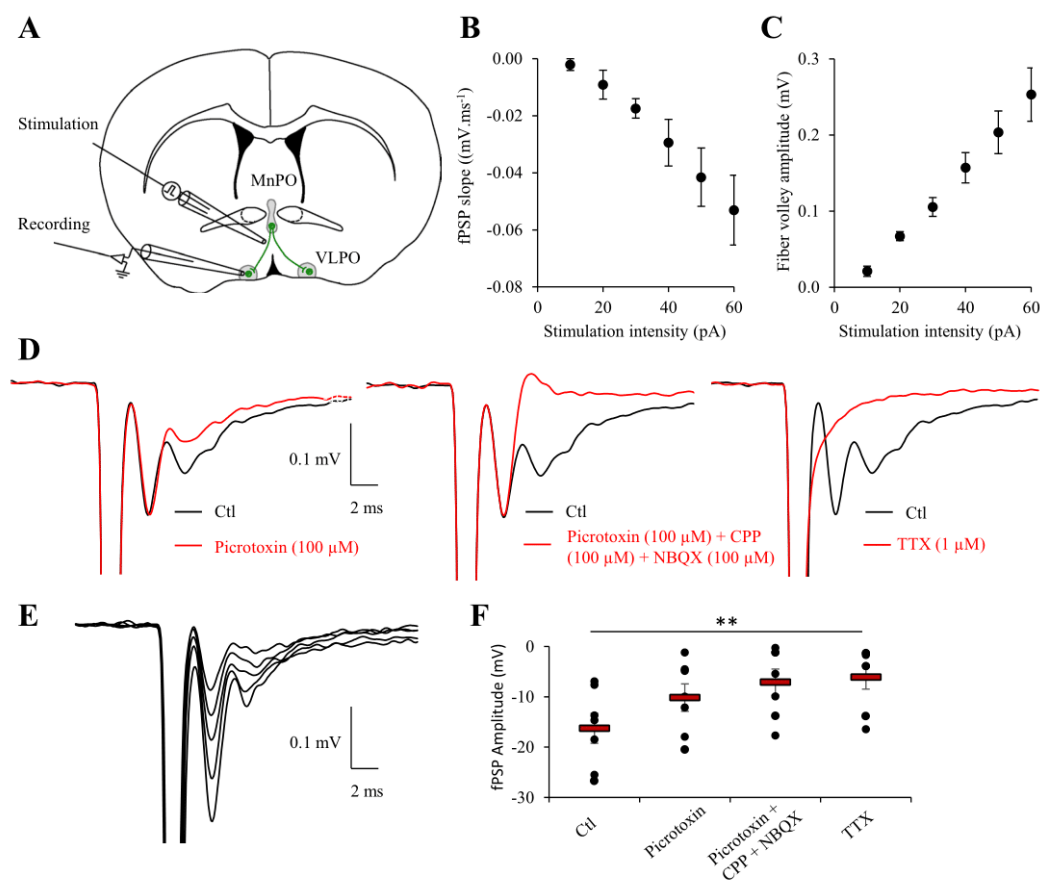 A
Stimulation
Recording
MnPO
VLPO
B
fPSP slope ((mV.ms-1)
0.00
-0.02
-0.04
-0.06
-0.08
0
20
40
60
Stimulation intensity (pA)
C
Fiber volley amplitude (mV)
0.3
0.2
0.1
0.0
0
20
40
60
Stimulation intensity (pA)
D
0.1 mV
2 ms
Ctl
Picrotoxin (100 µM)
Ctl
Picrotoxin (100 µM) + CPP
(100 µM) + NBQX (100 µM)
Ctl
TTX (1 µM)
E
0.1 mV
2 ms
F
**
fPSP Amplitude (mV)
0
-10
-20
-30
Ctl
Picrotoxin
Picrotoxin +
CPP + NBQX
TTX